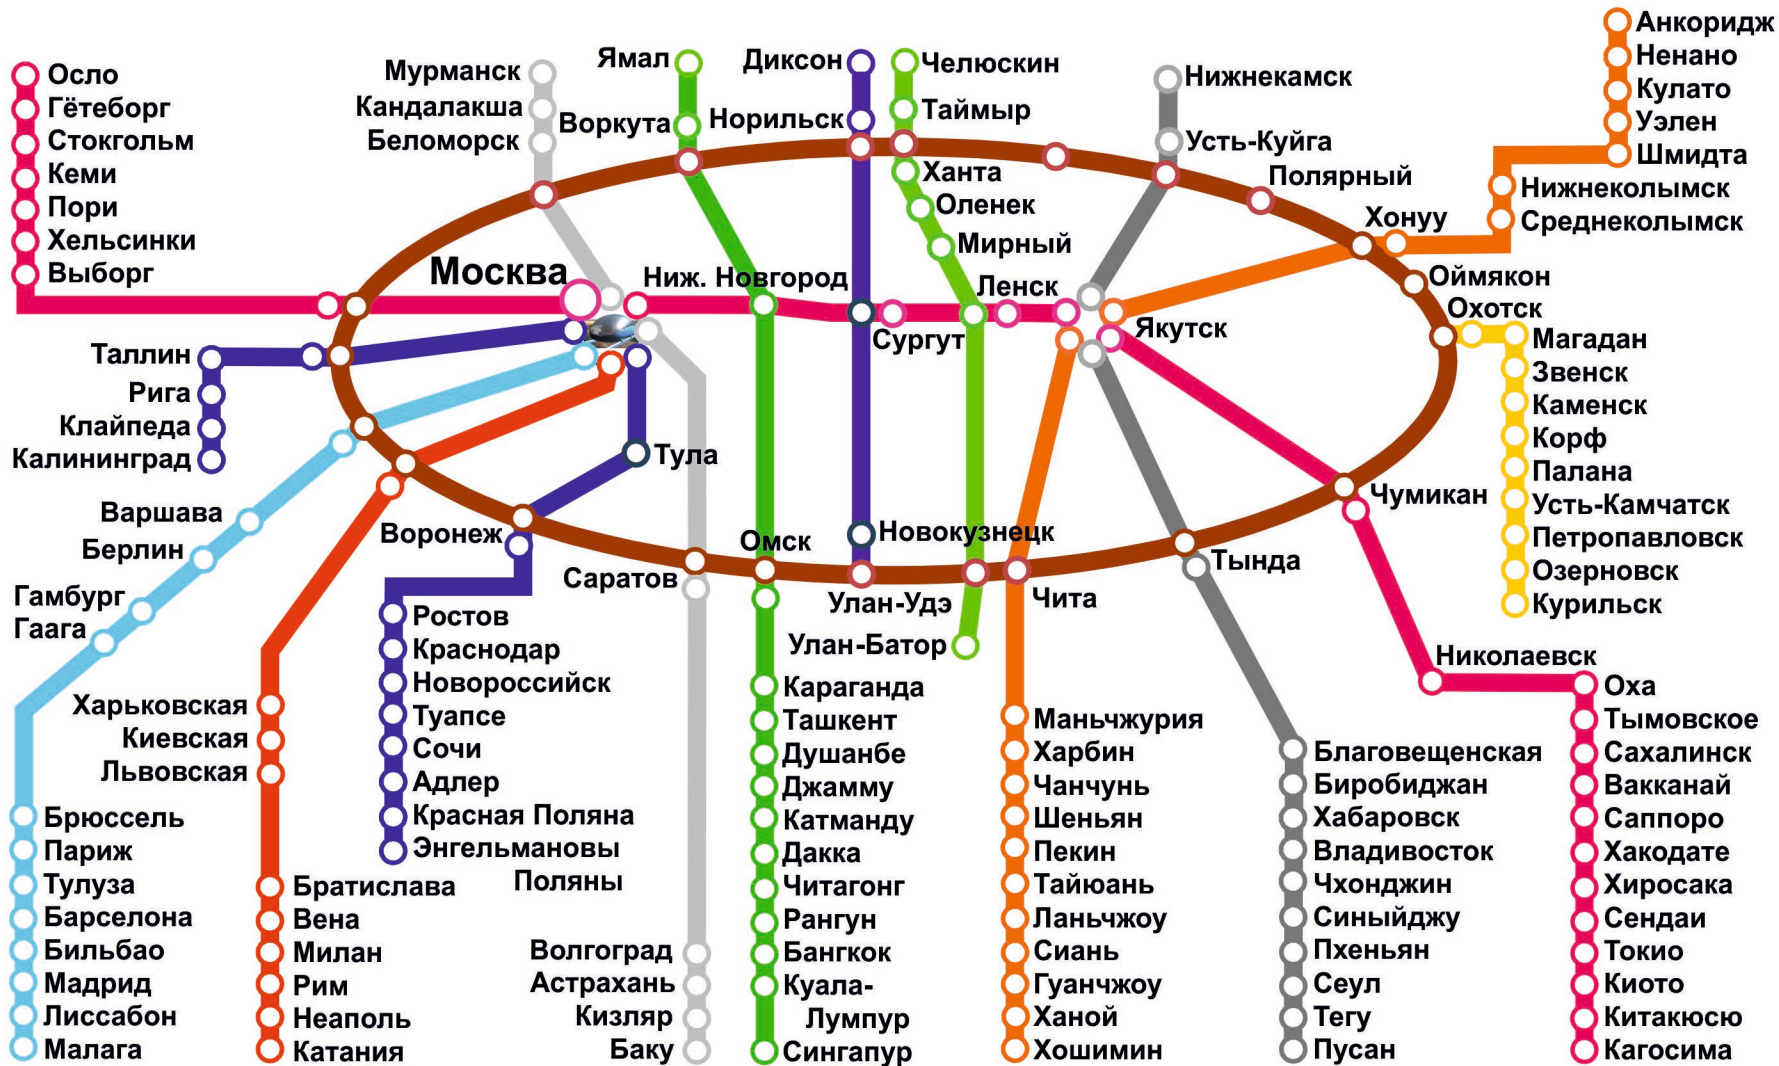 Осло
Гётеборг
Стокгольм
Кеми
Пори
Хельсинки
Выборг
Мурманск
Кандалакша
Беломорск
Ямал
Воркута
Диксон
Норильск
Челюскин
Таймыр
Ханта
Оленек
Мирный
Нижнекамск
Усть-Куйга
Полярный
Хонуу
Анкоридж
Ненано
Кулато
Уэлен
Шмидта
Нижнеколымск
Среднеколымск
Оймякон
Охотск
Москва
Ниж. Новгород
Сургут
Ленск
Якутск
Магадан
Звенск
Каменск
Корф
Палана
Усть-Камчатск
Петропавловск
Озерновск
Курильск
Таллин
Рига
Клайпеда
Калининград
Тула
Воронеж
Саратов
Омск
Новокузнецк
Улан-Удэ
Улан-Батор
Чита
Тында
Чумикан
Варшава
Берлин
Гамбург
Гаага
Брюссель
Париж
Тулуза
Барселона
Бильбао
Мадрид
Лиссабон
Малага
Харьковская
Киевская
Львовская
Братислава
Вена
Милан
Рим
Неаполь
Катания
Ростов
Краснодар
Новороссийск
Туапсе
Сочи
Адлер
Красная Поляна
Энгельмановы
Поляны
Волгоград
Астрахань
Кизляр
Баку
Караганда
Ташкент
Душанбе
Джамму
Катманду
Дакка
Читагонг
Рангун
Бангкок
Куала-
Лумпур
Сингапур
Маньчжурия
Харбин
Чанчунь
Шеньян
Пекин
Тайюань
Ланьчжоу
Сиань
Гуанчжоу
Ханой
Хошимин
Благовещенская
Биробиджан
Хабаровск
Владивосток
Чхонджин
Синыйджу
Пхеньян
Сеул
Тегу
Пусан
Николаевск
Оха
Тымовское
Сахалинск
Вакканай
Саппоро
Хакодате
Хиросака
Сендаи
Токио
Киото
Китакюсю
Кагосима